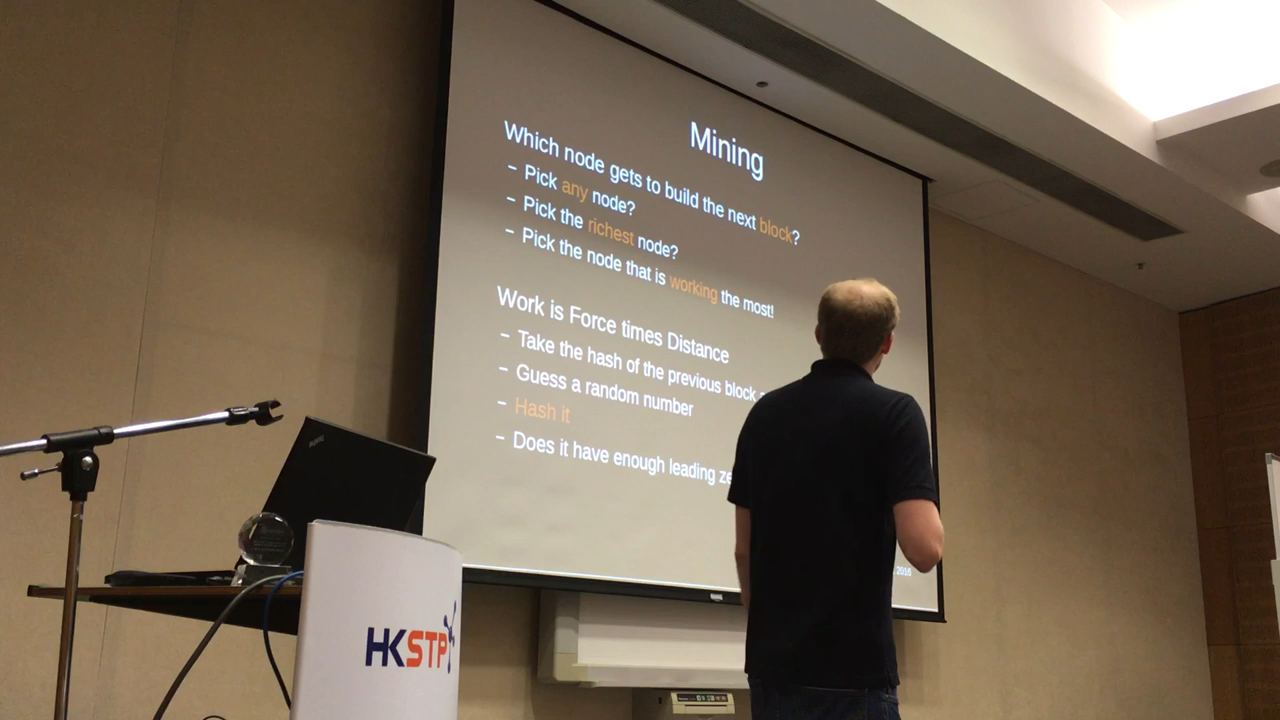 Mining
Which node gets to build the next block?
– Pick any node?
– Pick the richest node?
– Pick the node that is working the most!
Work is Force times Distance
– Take the hash of the previous block
– Guess a random number
– Hash it
– Does it have enough leading ze
2016
HKSTP